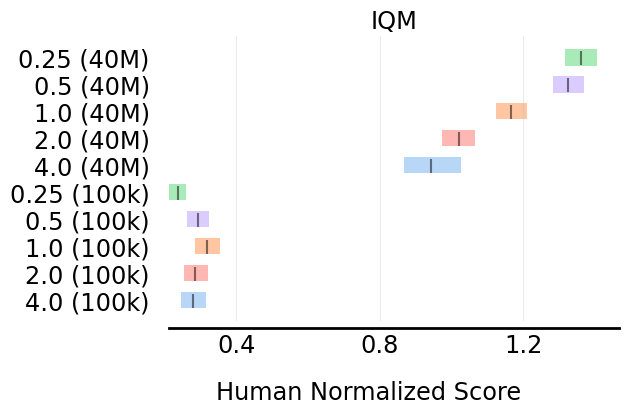 IQM
0.25 (40M)
0.5 (40M)
1.0 (40M)
2.0 (40M)
4.0 (40M)
0.25 (100k)
0.5 (100k)
1.0 (100k)
2.0 (100k)
4.0 (100k)
0.4 0.8 1.2
Human Normalized Score